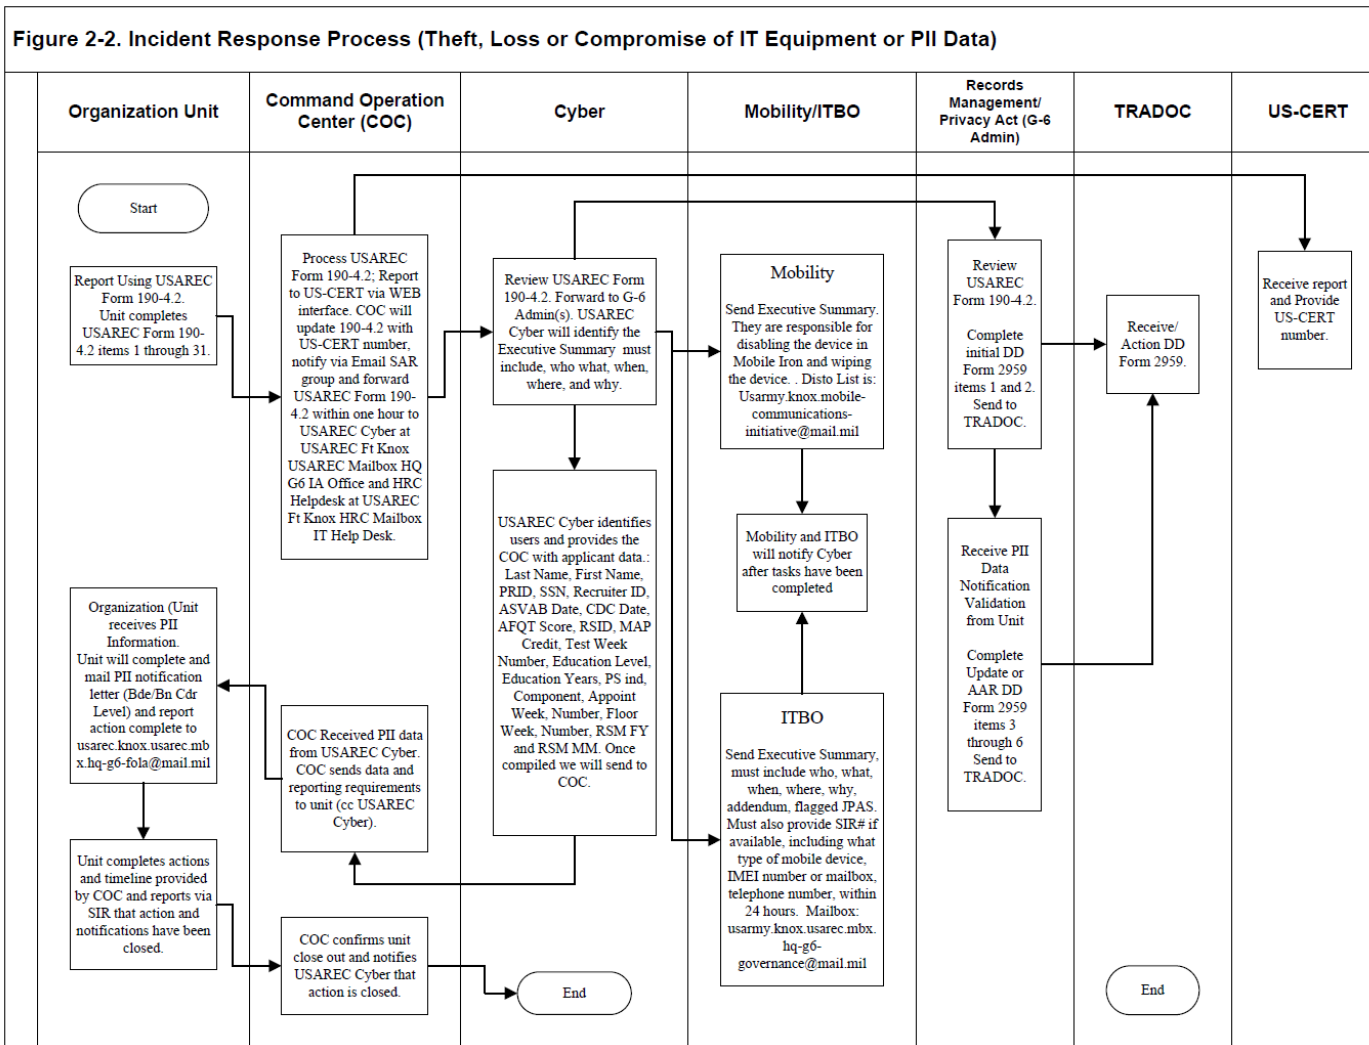 Figure 2-2. Incident Response Process (Theft, Loss or Compromise of IT Equipment or PII Data)
Organization Unit
Command Operation
Center (COC)
Cyber
Mobility/ITBO
Records
Management/
Privacy Act (G-6
Admin)
TRADOC
US-CERT
Start
Report Using USAREC
Form 190-4.2.
Unit completes
USAREC Form 190-
4.2 items 1 through 31.
Organization (Unit
receives PII
Information.
Unit will complete and
mail PII notification
letter (Bde/Bn Cdr
Level) and report
action complete to
usarec.knox.usarec.mb
x.hq-g6-fola@mail.mil
Unit completes actions
and timeline provided
by COC and reports via
SIR that action and
notifications have been
closed.
Process USAREC
Form 190-4.2; Report
to US-CERT via WEB
interface. COC will
update 190-4.2 with
US-CERT number,
notify via Email SAR
group and forward
USAREC Form 190-
4.2 within one hour to
USAREC Cyber at
USAREC Ft Knox
USAREC Mailbox HQ
G6 IA Office and HRC
Helpdesk at USAREC
Ft Knox HRC Mailbox
IT Help Desk.
COC Received PII data
from USAREC Cyber.
COC sends data and
reporting requirements
to unit (cc USAREC
Cyber).
COC confirms unit
close out and notifies
USAREC Cyber that
action is closed.
Review USAREC Form
190-4.2. Forward to G-6
Admin(s). USAREC
Cyber will identify the
Executive Summary must
include, who what, when,
where, and why.
USAREC Cyber identifies
users and provides the
COC with applicant data.:
Last Name, First Name,
PRID, SSN, Recruiter ID,
ASVAB Date, CDC Date,
AFQT Score, RSID, MAP
Credit, Test Week
Number, Education Level,
Education Years, PS ind,
Component, Appoint
Week, Number, Floor
Week, Number, RSM FY
and RSM MM. Once
compiled we will send to
COC.
End
Mobility
Send Executive Summary.
They are responsible for
disabling the device in
Mobile Iron and wiping
the device. . Disto List is:
Usarmy.knox.mobile-
communications-
initiative@mail.mil
Mobility and ITBO
will notify Cyber
after tasks have been
completed
ITBO
Send Executive Summary,
must include who, what,
when, where, why,
addendum, flagged JPAS.
Must also provide SIR# if
available, including what
type of mobile device,
IMEI number or mailbox,
telephone number, within
24 hours. Mailbox:
usarmy.knox.usarec.mbx.
hq-g6-
governance@mail.mil
Review
USAREC
Form 190-4.2.
Complete
initial DD
Form 2959
items 1 and 2.
Send to
TRADOC.
Receive PII
Data
Notification
Validation
from Unit
Complete
Update or
AAR DD
Form 2959
items 3
through 6
Send to
TRADOC.
Receive/
Action DD
Form 2959.
End
Receive report
and Provide
US-CERT
number.